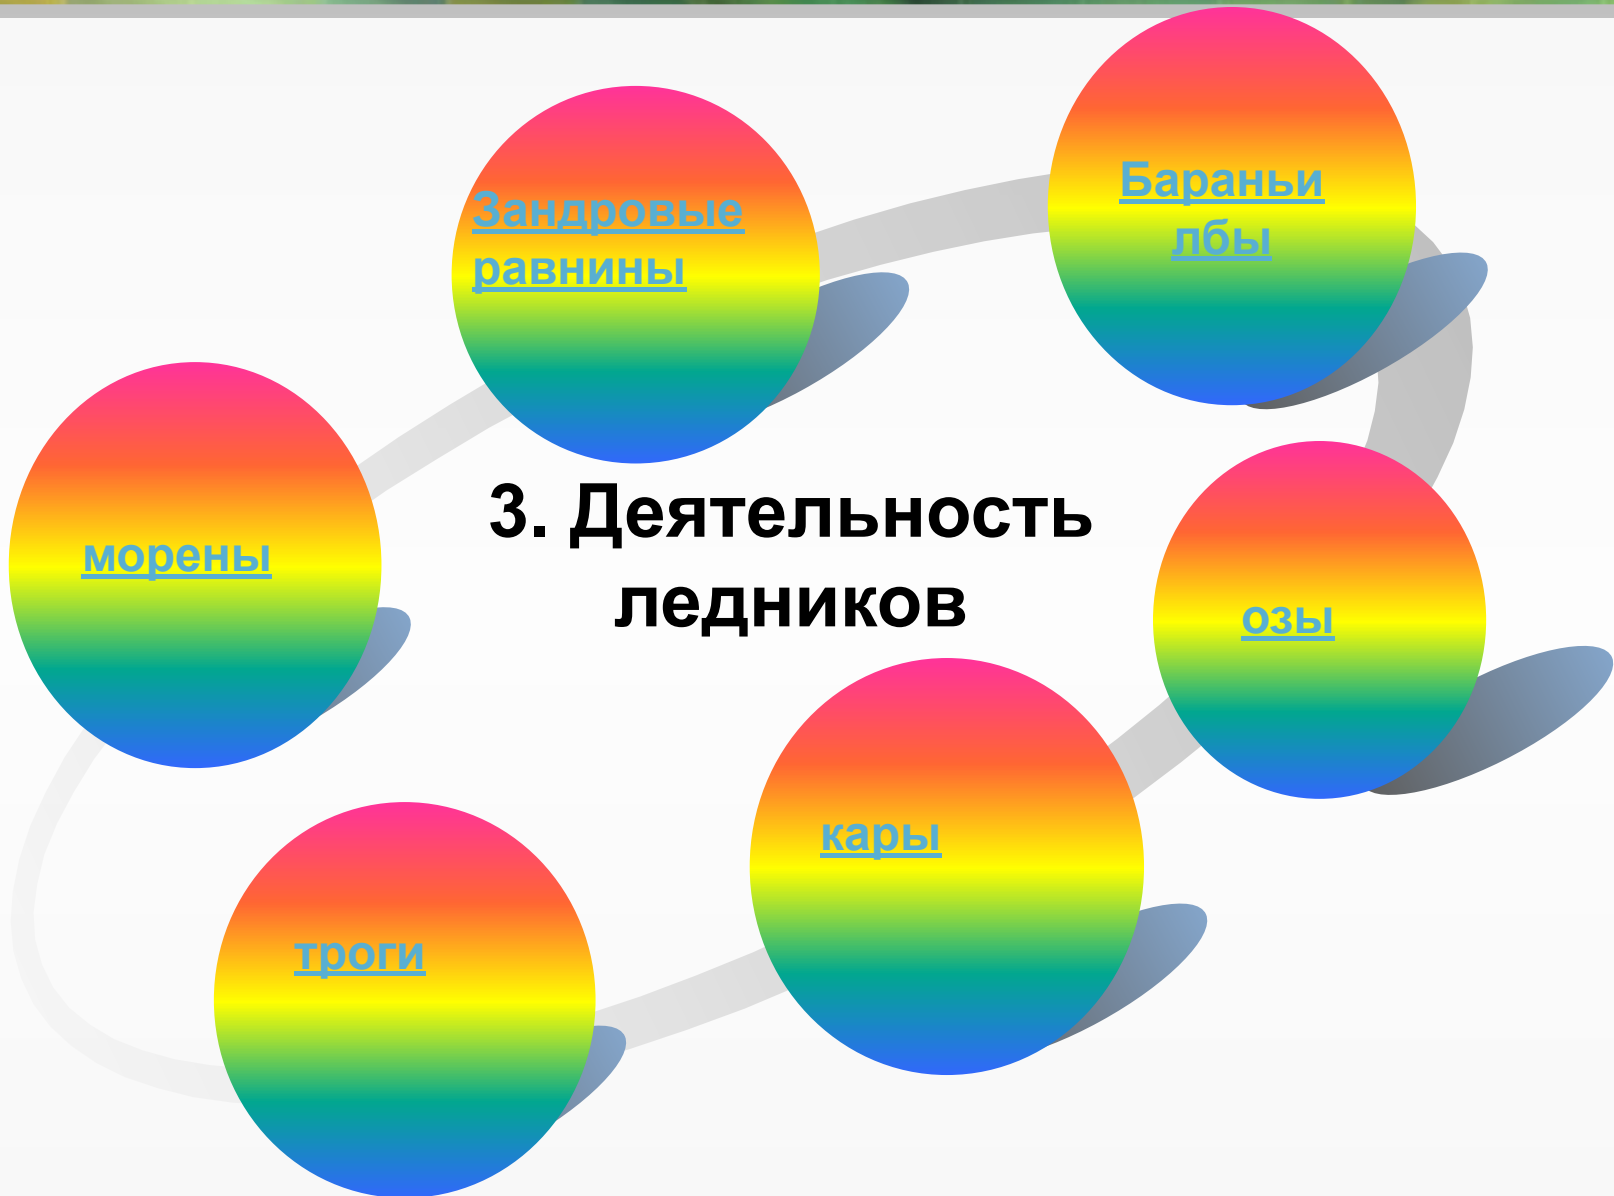 Зандровые
равнины
Бараньи
лбы
морены
3. Деятельность
ледников
озы
кары
троги